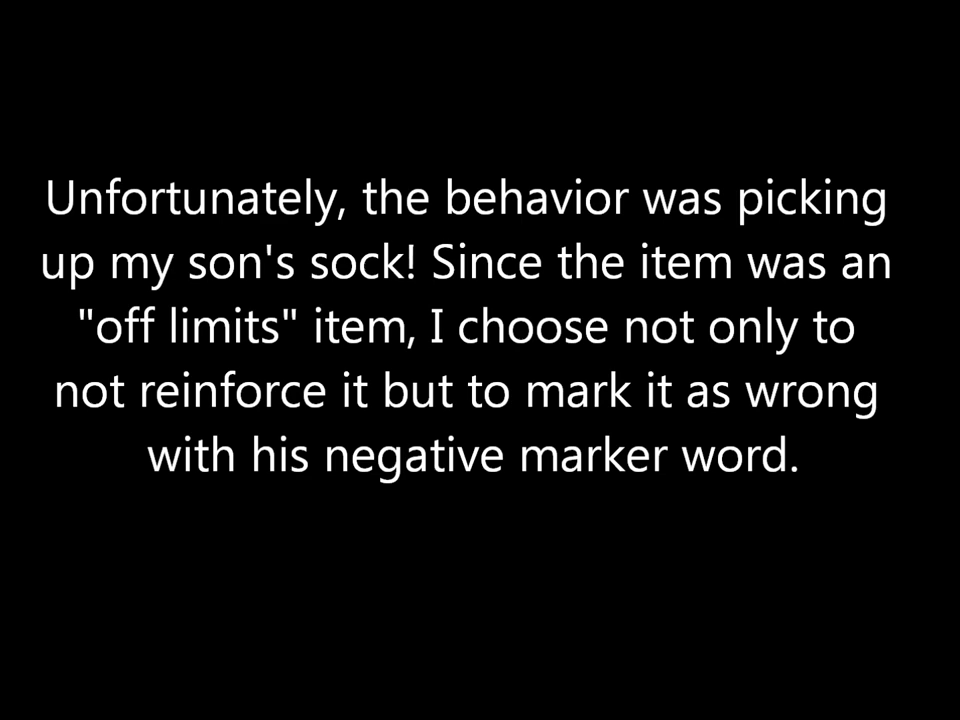 Unfortunately, the behavior was picking
up my son's sock! Since the item was an
"off limits" item, I choose not only to
not reinforce it but to mark it as wrong
with his negative marker word.